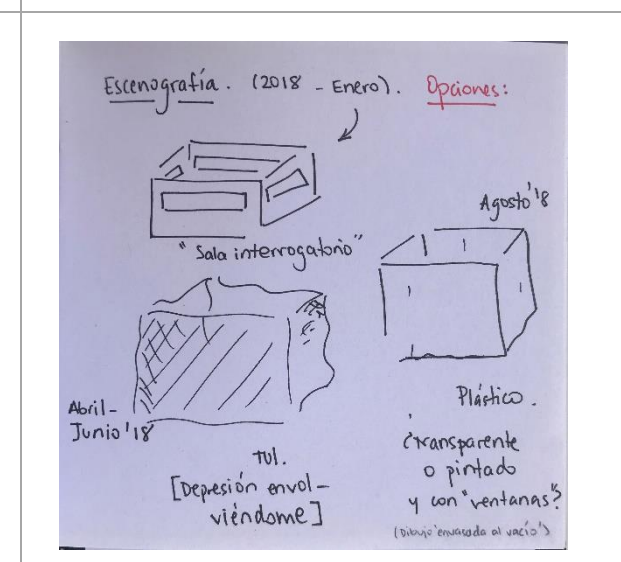 Escenografía. (2018 - Enero). Opciones:
"Sala interrogatorio"
Agosto'18
Abril-
Junio'18
Tul.
[Depresión envol-
viéndome]
Plástico.
¿transparente
o pintado
y con "ventanas"?
(Dibujo 'envasada al vacío')